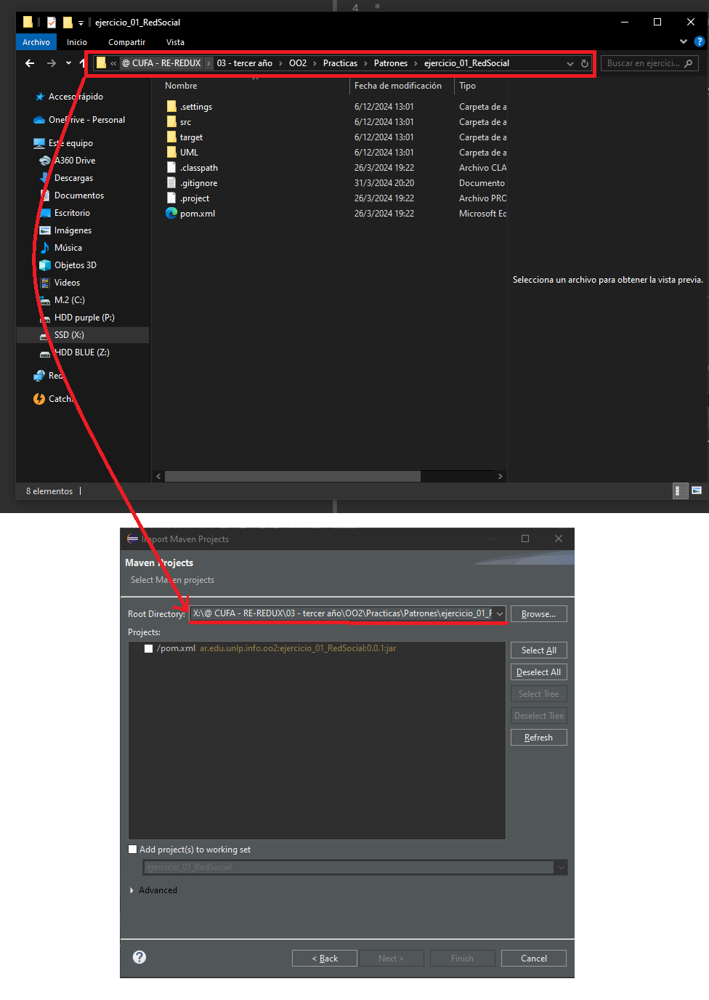 4 *
ejercicio_01_RedSocial
Archivo Inicio Compartir Vista
« @ CUFA - RE-REDUX > 03 - tercer año > OO2 > Practicas > Patrones > ejercicio_01_RedSocial
Buscar en ejercici...
Nombre Fecha de modificación Tipo
Acceso rápido
OneDrive - Personal
Este equipo
A360 Drive
Descargas
Documentos
Escritorio
Imágenes
Música
Objetos 3D
Videos
M.2 (C:)
HDD purple (P:)
SSD (X:)
HDD BLUE (Z:)
Red
Catch!
.settings 6/12/2024 13:01 Carpeta de a
src 6/12/2024 13:01 Carpeta de a
target 6/12/2024 13:01 Carpeta de a
UML 6/12/2024 13:01 Carpeta de a
.classpath 26/3/2024 19:22 Archivo CLA
.gitignore 31/3/2024 20:20 Documento
.project 26/3/2024 19:22 Archivo PRO
pom.xml 26/3/2024 19:22 Microsoft Ec
Selecciona un archivo para obtener la vista previa.
8 elementos
Import Maven Projects
Maven Projects
Select Maven projects
Root Directory: X:\@ CUFA - RE-REDUX\03 - tercer año\OO2\Practicas\Patrones\ejercicio_01_R
Browse...
Projects:
/pom.xml ar.edu.unlp.info.oo2:ejercicio_01_RedSocial:0.0.1:jar
Select All
Deselect All
Select Tree
Deselect Tree
Refresh
Add project(s) to working set
ejercicio_01_RedSocial
Advanced
? < Back Next > Finish Cancel